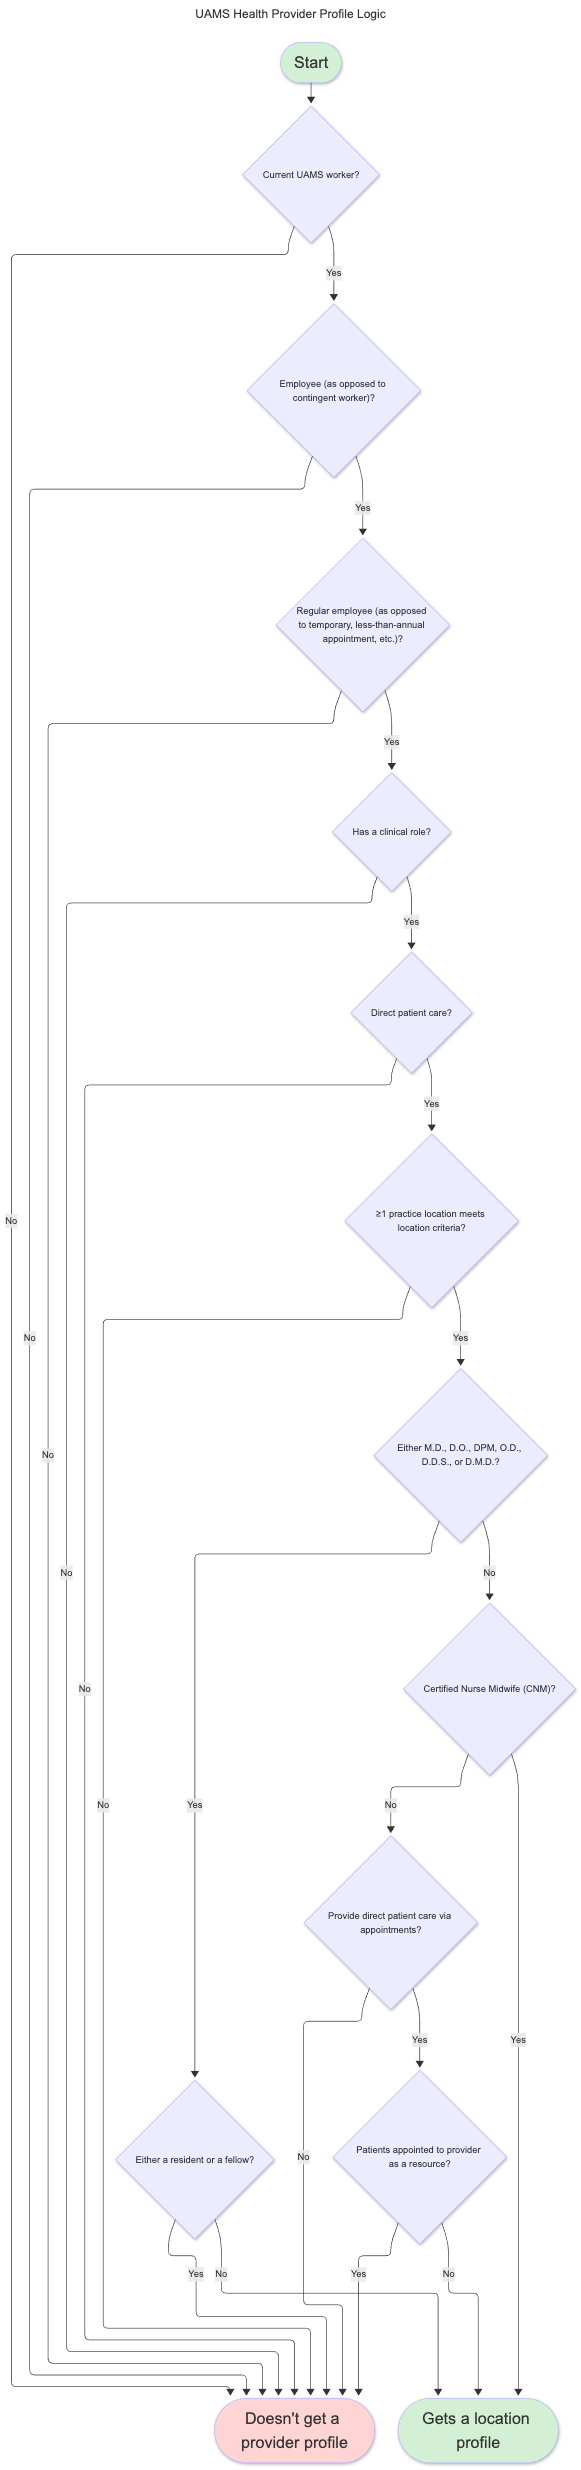 UAMS Health Provider Profile Logic
Start
Current UAMS worker?
Yes
Employee (as opposed to
contingent worker)?
Yes
Regular employee (as opposed
to temporary, less-than-annual
appointment, etc.)?
Yes
Has a clinical role?
Yes
Direct patient care?
Yes
≥1 practice location meets
location criteria?
No
Yes
No
Either M.D., D.O., DPM, O.D.,
D.D.S., or D.M.D.?
No
No
No
Certified Nurse Midwife (CNM)?
No
No
Yes
No
Provide direct patient care via
appointments?
Yes
Yes
Either a resident or a fellow?
No
Patients appointed to provider
as a resource?
Yes
No
Yes
No
Doesn't get a
provider profile
Gets a location
profile